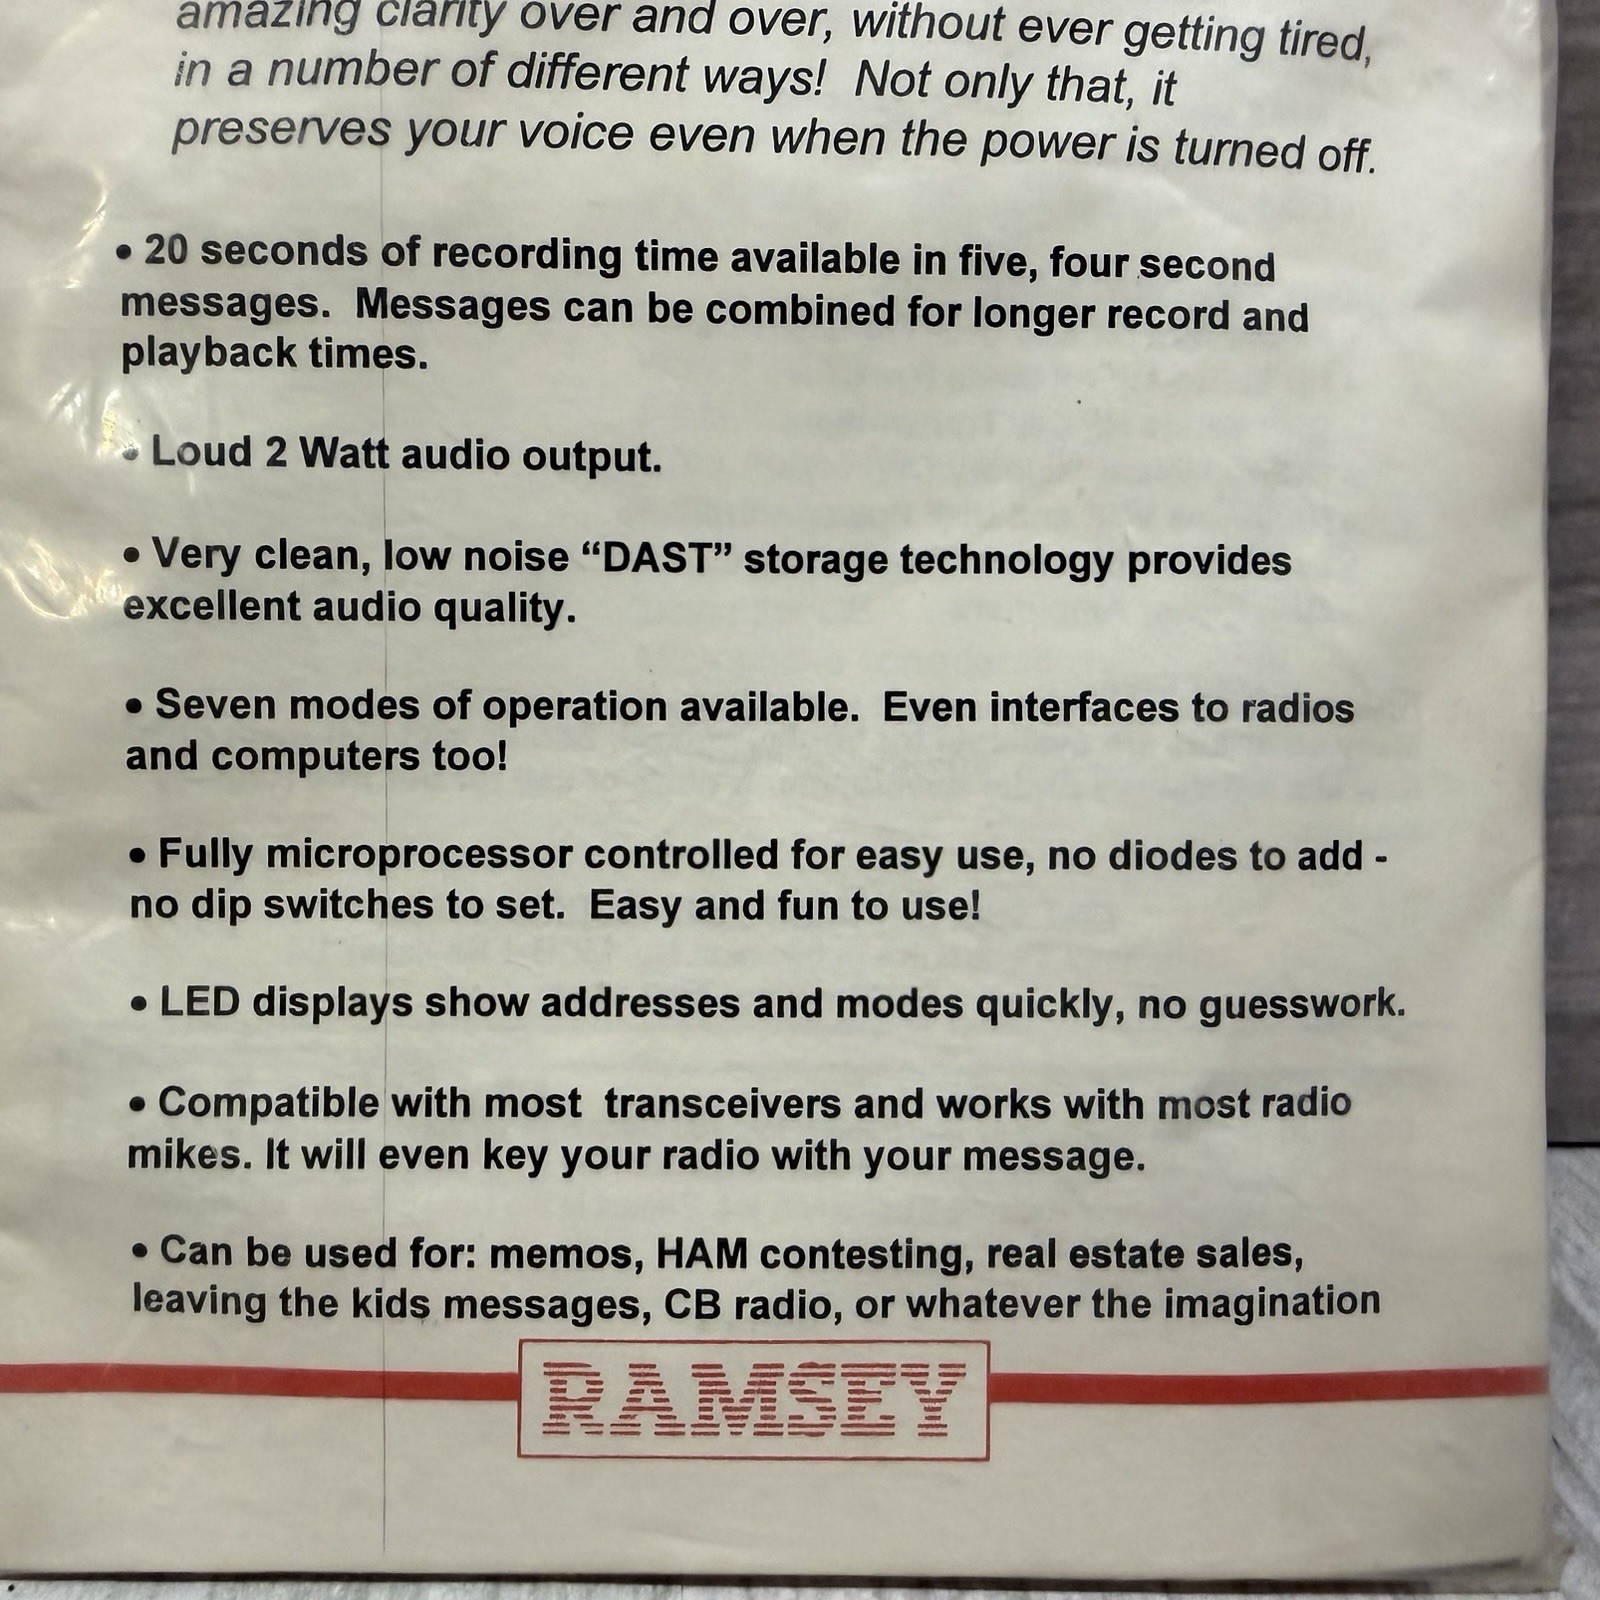 amazing clarity over and over, without ever getting tired,
in a number of different ways!  Not only that, it
preserves your voice even when the power is turned off.
• 20 seconds of recording time available in five, four second
messages.  Messages can be combined for longer record and
playback times.
• Loud 2 Watt audio output.
• Very clean, low noise “DAST” storage technology provides
excellent audio quality.
• Seven modes of operation available.  Even interfaces to radios
and computers too!
• Fully microprocessor controlled for easy use, no diodes to add -
no dip switches to set.  Easy and fun to use!
• LED displays show addresses and modes quickly, no guesswork.
• Compatible with most  transceivers and works with most radio
mikes. It will even key your radio with your message.
• Can be used for: memos, HAM contesting, real estate sales,
leaving the kids messages, CB radio, or whatever the imagination
RAMSEY